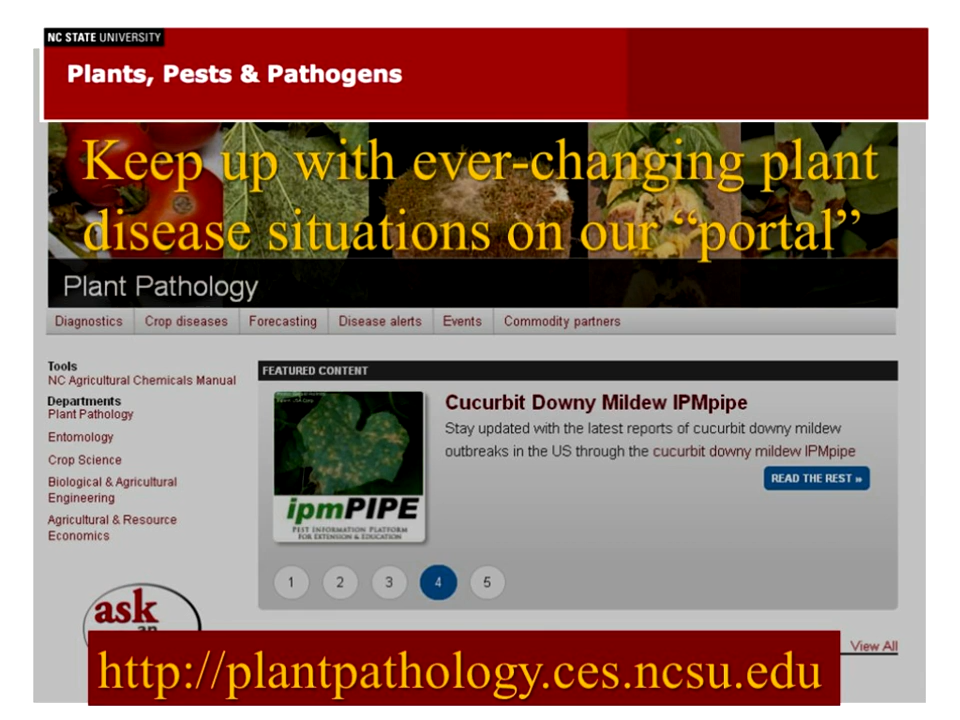 NC STATE UNIVERSITY
Plants, Pests & Pathogens
Keep up with ever-changing plant
disease situations on our “portal”
Plant Pathology
Diagnostics
Crop diseases
Forecasting
Disease alerts
Events
Commodity partners
Tools
NC Agricultural Chemicals Manual
Departments
Plant Pathology
Entomology
Crop Science
Biological & Agricultural
Engineering
Agricultural & Resource
Economics
ask
an
FEATURED CONTENT
ipmPIPE
PEST INFORMATION PLATFORM
FOR EXTENSION & EDUCATION
Cucurbit Downy Mildew IPMpipe
Stay updated with the latest reports of cucurbit downy mildew
outbreaks in the US through the cucurbit downy mildew IPMpipe
READ THE REST »
1 2 3 4 5
View All
http://plantpathology.ces.ncsu.edu